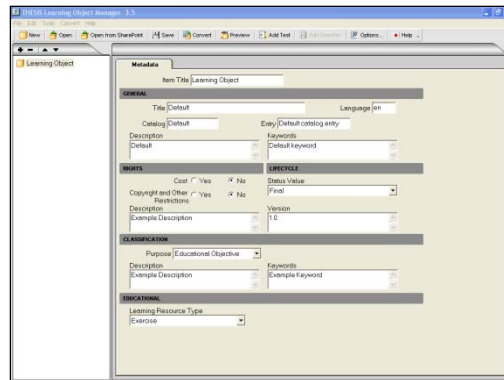 THESIS Learning Object Manager 3.5
File Edit Tools Convert Help
New Open Open from SharePoint Save Convert Preview Add Text Add Question Options... Help
Learning Object
Metadata
Item Title Learning Object
GENERAL
Title Default Language en
Catalog Default Entry Default catalog entry
Description Keywords
Default Default keyword
RIGHTS LIFECYCLE
Cost Yes No Status Value
Final
Copyright and Other Restrictions Yes No
Description Version
Example Description 1.0
CLASSIFICATION
Purpose Educational Objective
Description Keywords
Example Description Example Keyword
EDUCATIONAL
Learning Resource Type
Exercise